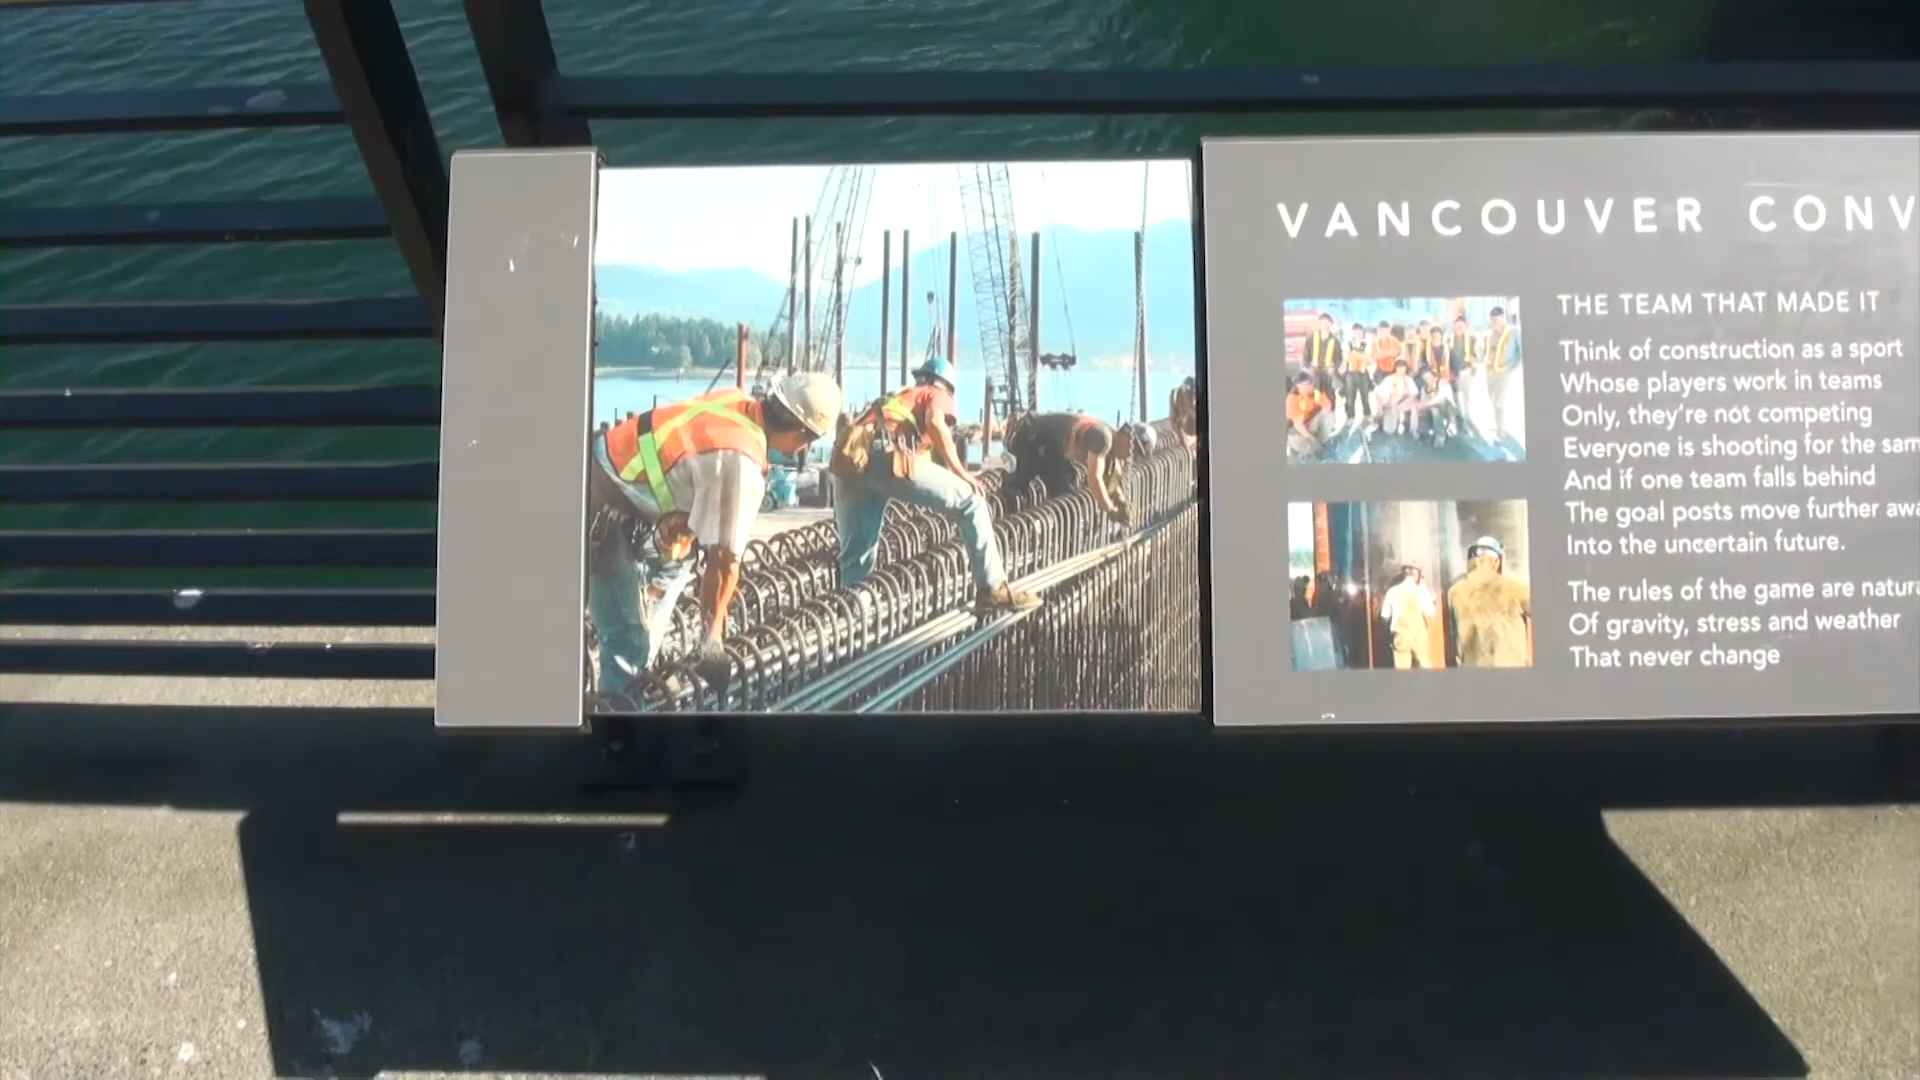 VANCOUVER CONV
THE TEAM THAT MADE IT
Think of construction as a sport
Whose players work in teams
Only, they're not competing
Everyone is shooting for the sam
And if one team falls behind
The goal posts move further awa
Into the uncertain future.
The rules of the game are natur
Of gravity, stress and weather
That never change